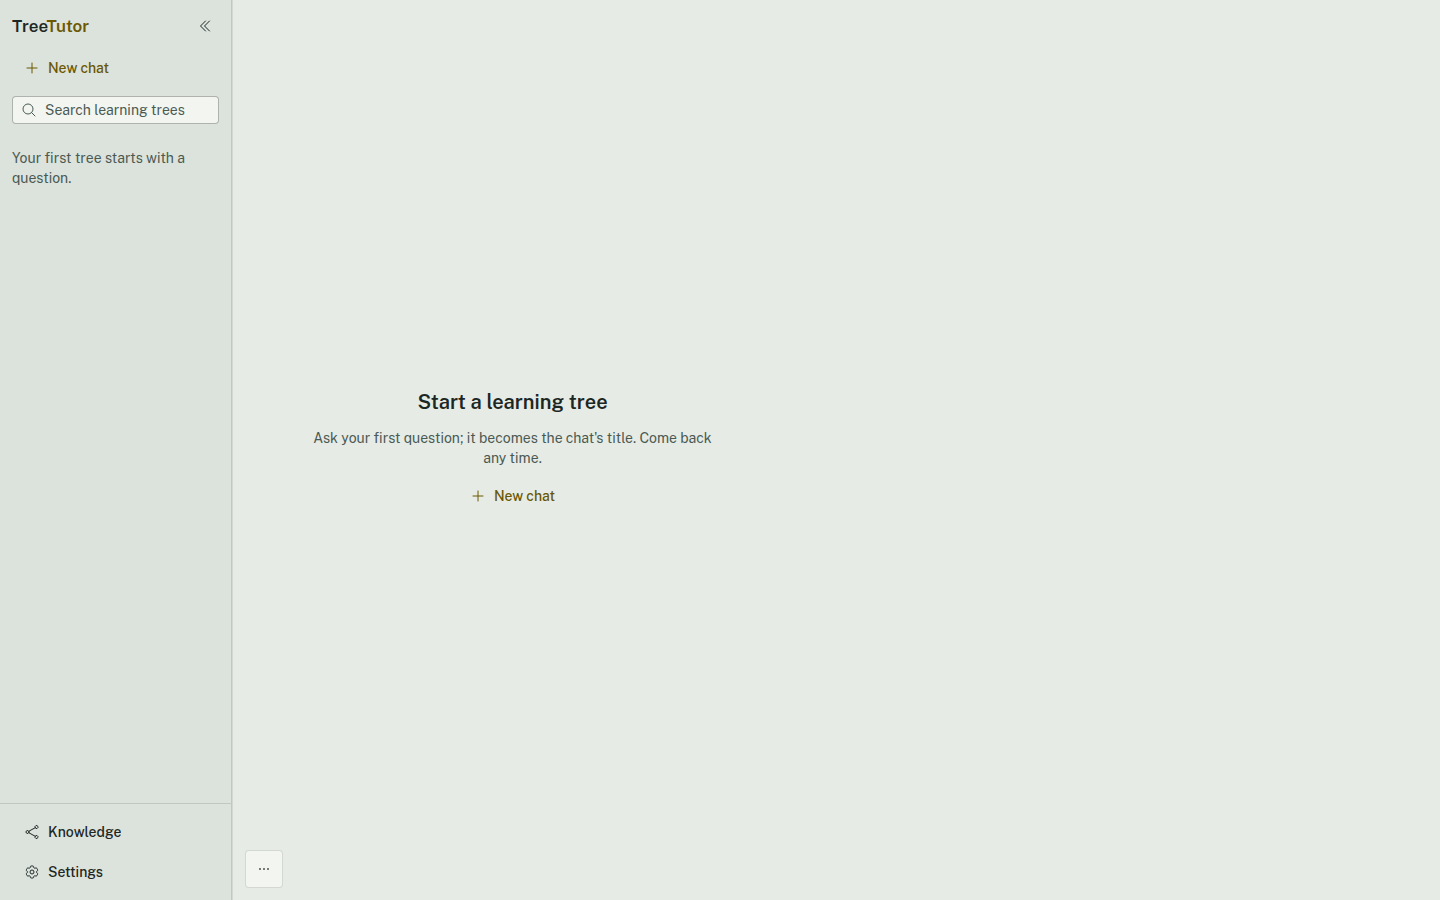 TreeTutor
New chat
Search learning trees
Your first tree starts with a
question.
Knowledge
Settings
Start a learning tree
Ask your first question; it becomes the chat's title. Come back
any time.
New chat